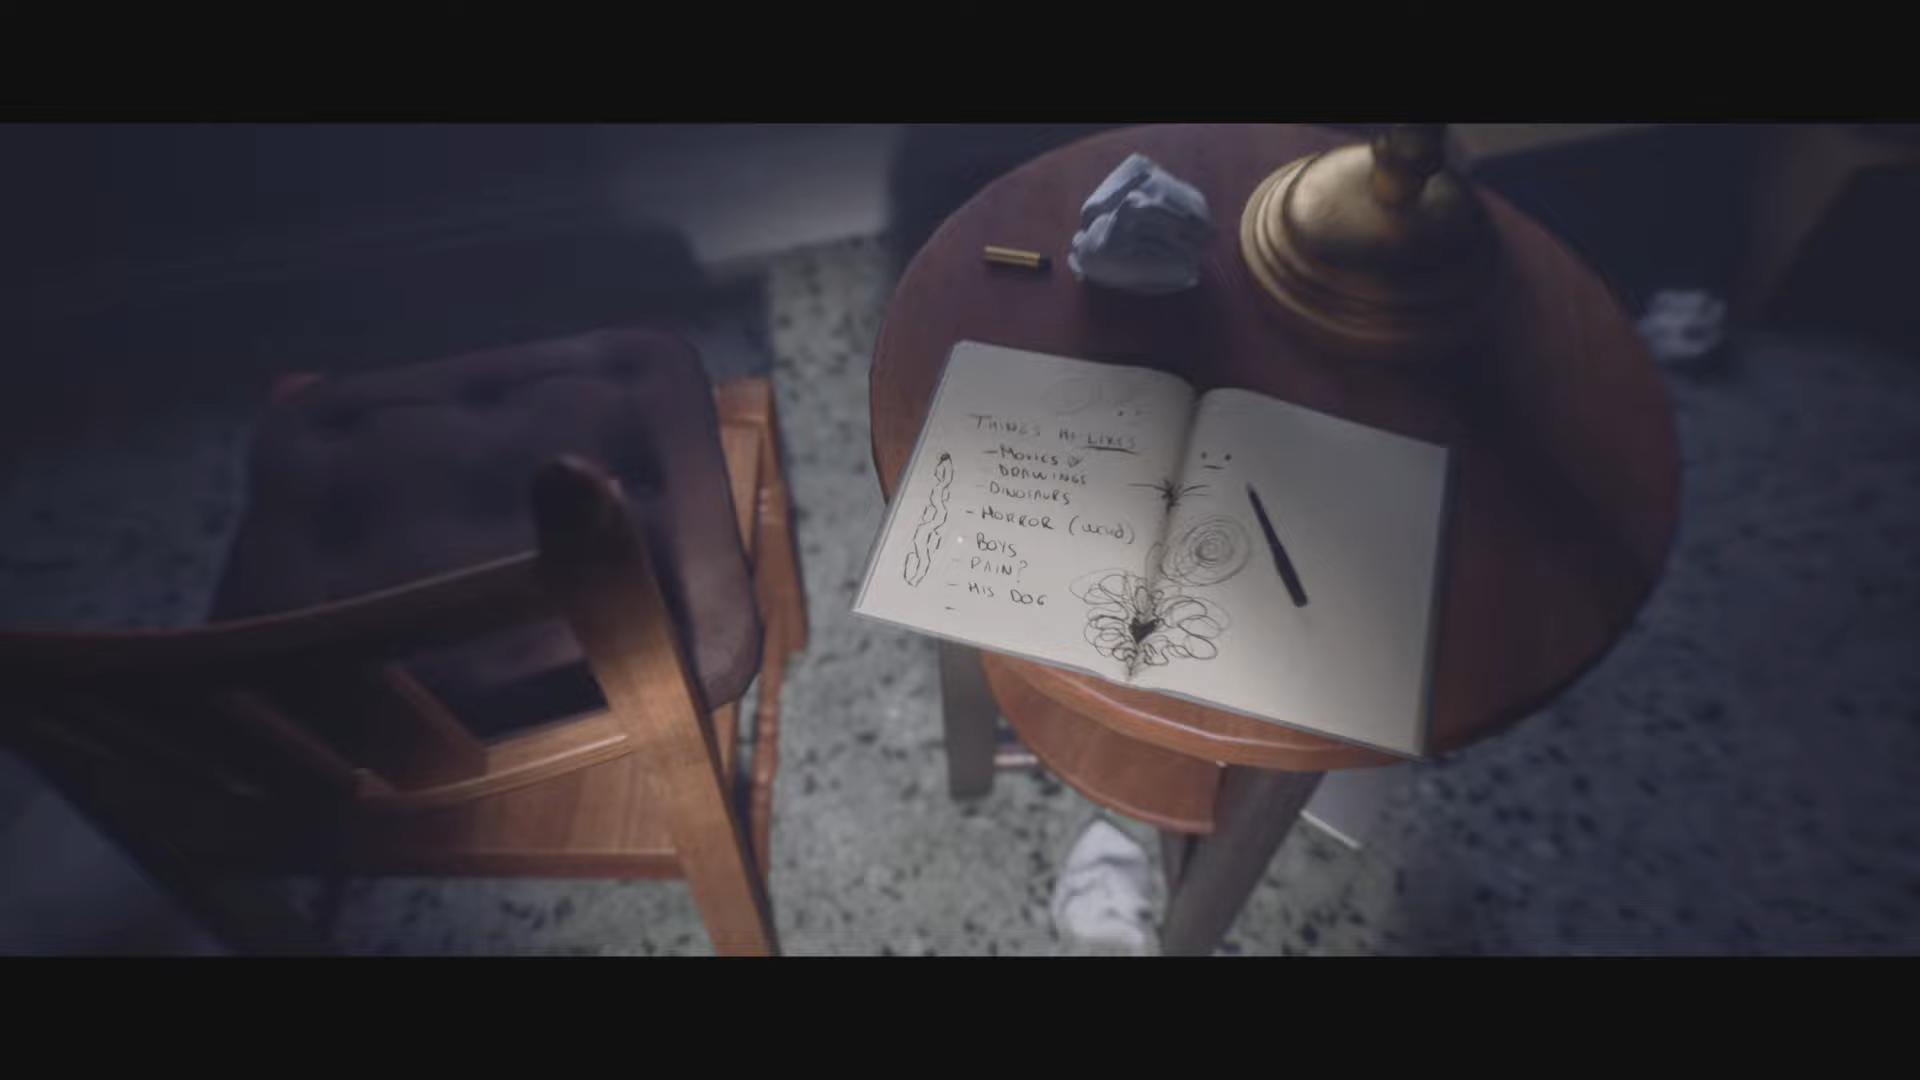 THINGS HE LIKES
- MOVIES
- DRAWINGS
- DINOSAURS
- HORROR (weird)
- BOYS
- PAIN?
- HIS DOG
-